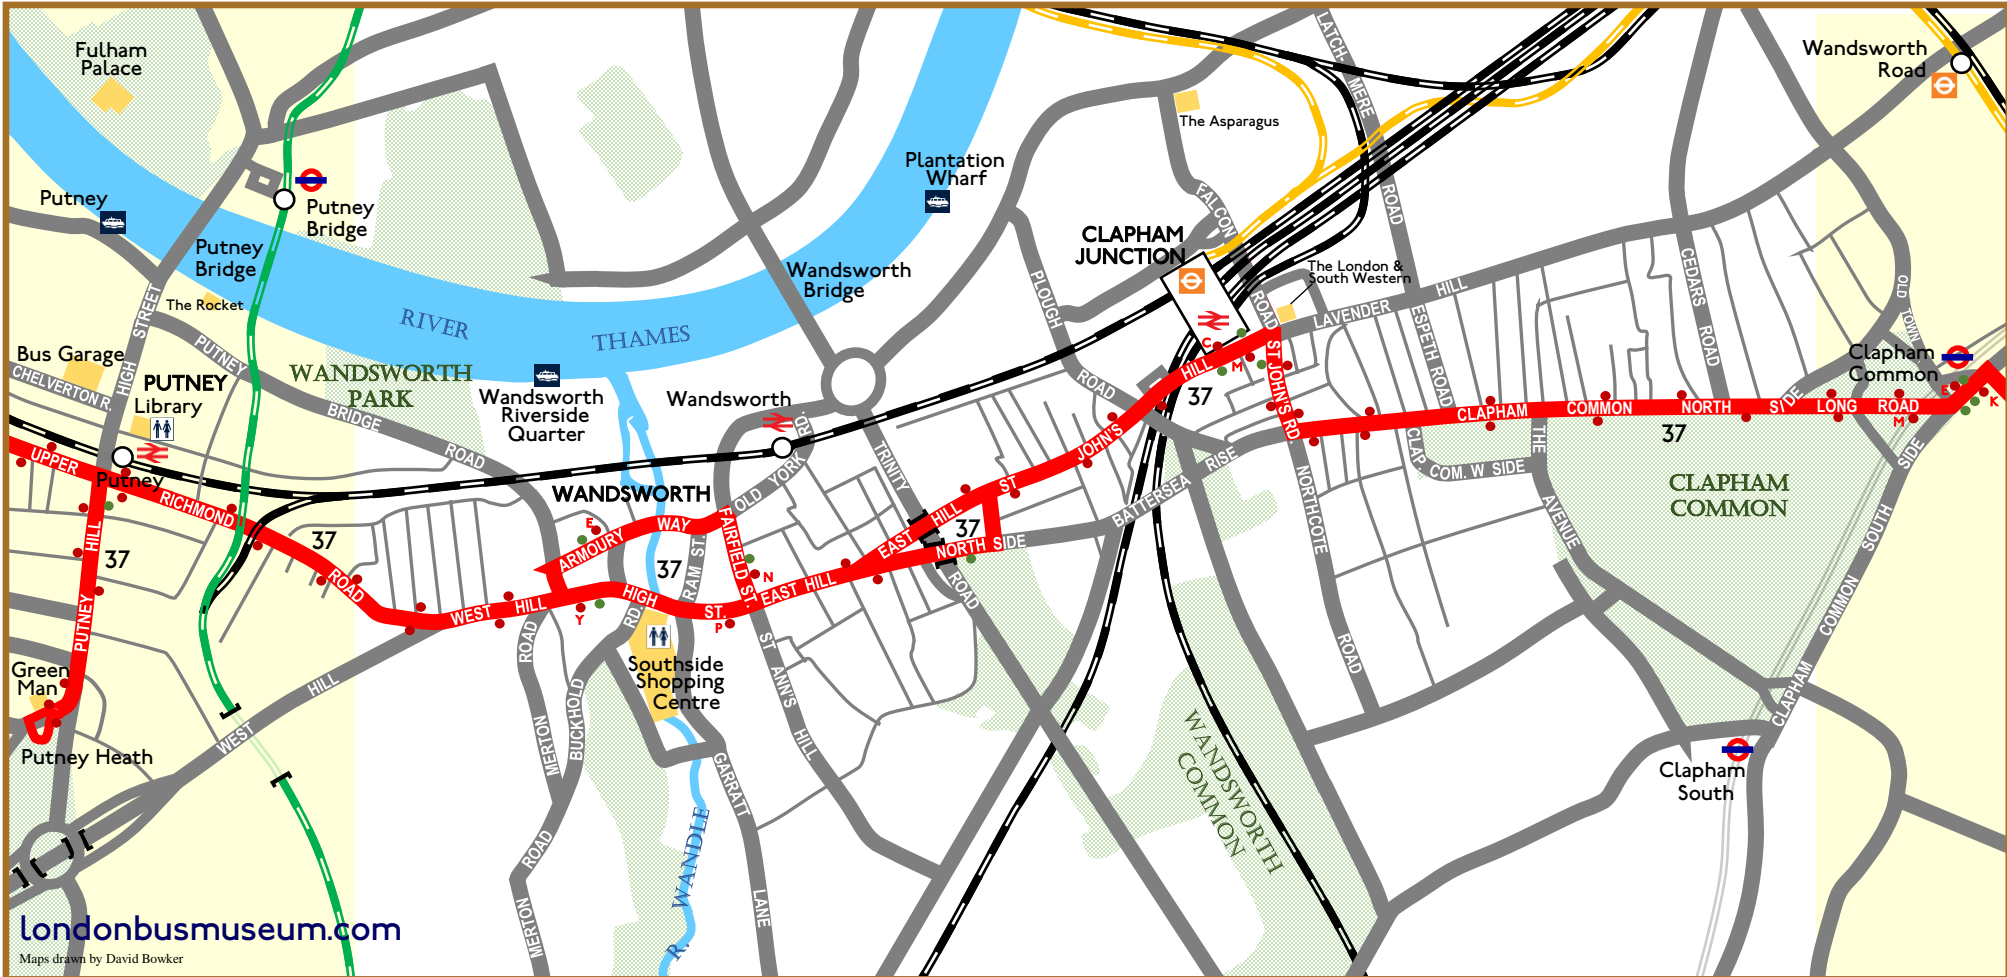 Fulham
Palace
Putney
Putney
Bridge
Putney
Bridge
The Rocket
Bus Garage
CHELVERTON R.
HIGH
STREET
PUTNEY
Library
PUTNEY
BRIDGE
ROAD
WANDSWORTH
PARK
RIVER
THAMES
Wandsworth
Riverside
Quarter
Plantation
Wharf
Wandsworth
Bridge
Wandsworth
The Asparagus
LATCH-
MERE
ROAD
FALCON
ROAD
CLAPHAM
JUNCTION
The London &
South Western
LAVENDER
HILL
PLOUGH
ROAD
Wandsworth
Road
CEDARS
ROAD
OLD
TOWN
Clapham
Common
Putney
UPPER
RICHMOND
ROAD
37
37
PUTNEY
HILL
Green
Man
Putney Heath
WEST
HILL
WEST
HILL
WANDSWORTH
E
ARMOURY
WAY
OLD
YORK
RD.
37
RAM ST.
FAIRFIELD ST.
HIGH
ST.
Y
P
N
EAST HILL
EAST
HILL
NORTH SIDE
37
TRINITY
ROAD
ST
JOHN'S
HILL
37
C
M
ST JOHN'S RD.
BATTERSEA
RISE
NORTHCOTE
ROAD
ESPETH ROAD
CLAP.
COM. W SIDE
CLAPHAM
COMMON
NORTH
SIDE
LONG
ROAD
37
M
E
K
THE
AVENUE
CLAPHAM
COMMON
CLAPHAM
COMMON
SOUTH
SIDE
Clapham
South
ROAD
MERTON
BUCKHOLD
RD.
Southside
Shopping
Centre
ST ANN'S
HILL
GARRATT
LANE
ROAD
MERTON
R.
WANDLE
WANDSWORTH
COMMON
londonbusmuseum.com
Maps drawn by David Bowker